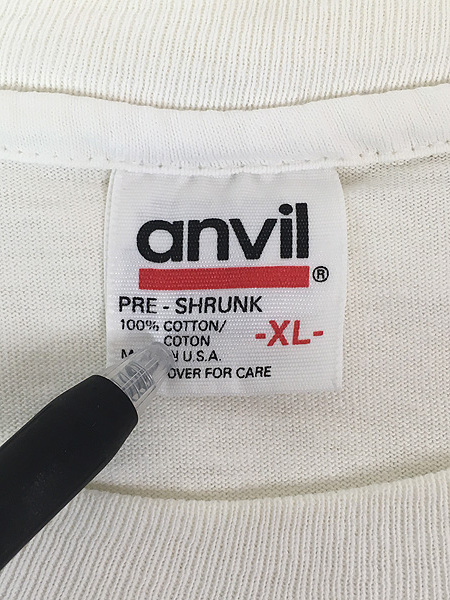 anvil
®
PRE - SHRUNK
100% COTTON/
COTON
-XL-
U.S.A.
OVER FOR CARE